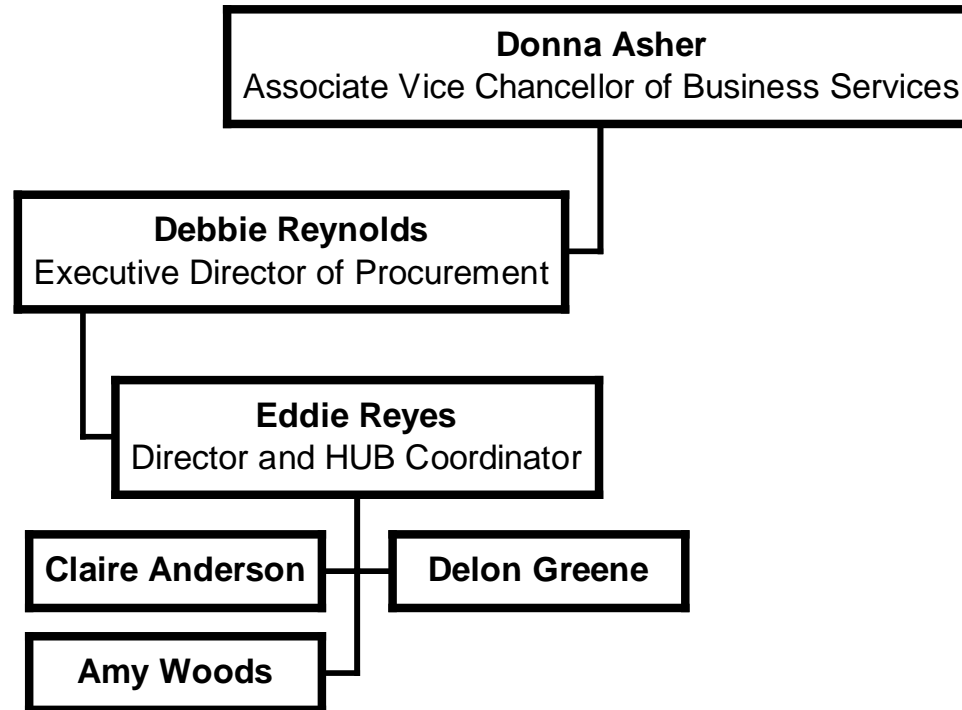 Donna Asher
Associate Vice Chancellor of Business Services
Debbie Reynolds
Executive Director of Procurement
Eddie Reyes
Director and HUB Coordinator
Claire Anderson
Delon Greene
Amy Woods